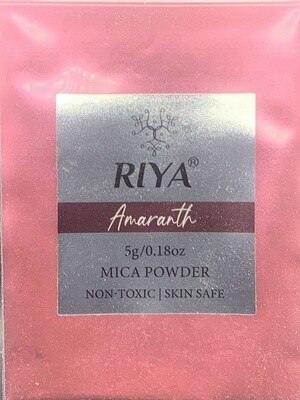 RIYA®
Amaranth
5g/0.18oz
MICA POWDER
NON-TOXIC | SKIN SAFE